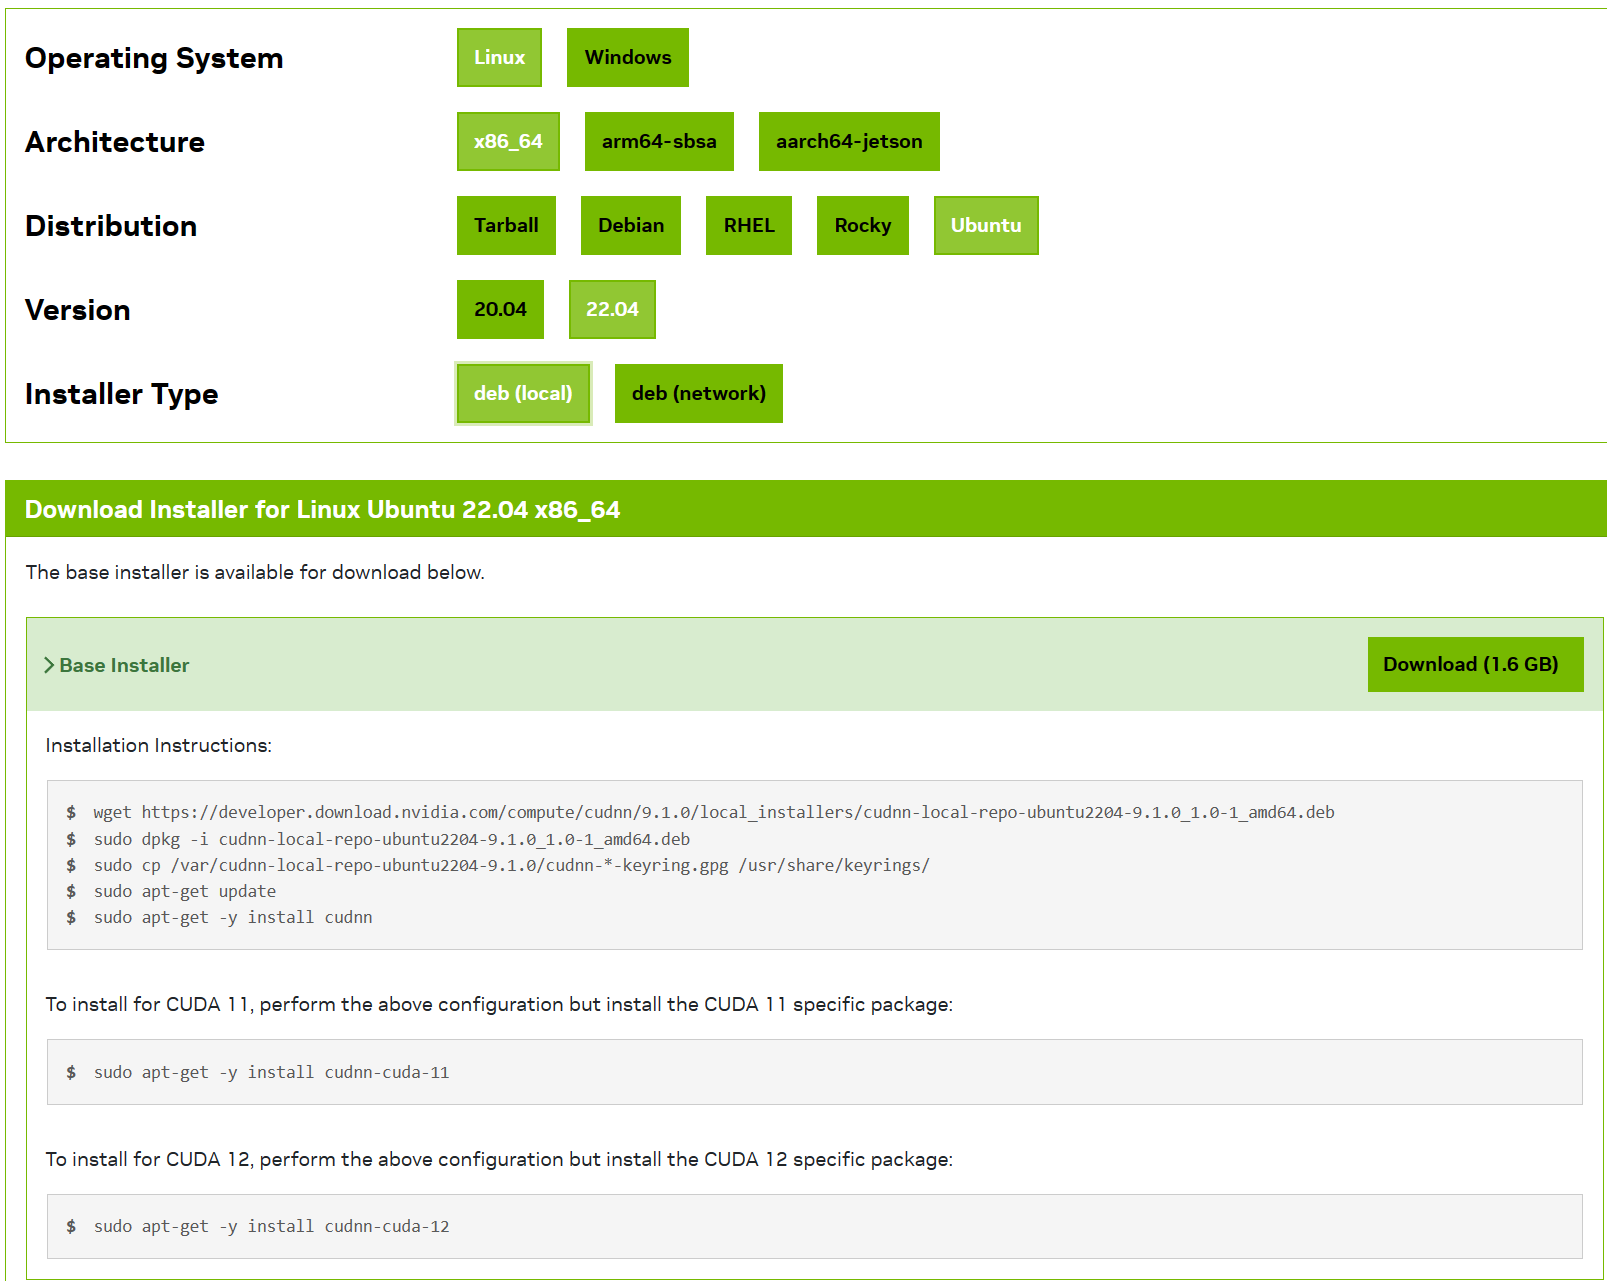 Operating System Linux Windows
Architecture x86_64 arm64-sbsa aarch64-jetson
Distribution Tarball Debian RHEL Rocky Ubuntu
Version 20.04 22.04
Installer Type deb (local) deb (network)
Download Installer for Linux Ubuntu 22.04 x86_64
The base installer is available for download below.
Base Installer Download (1.6 GB)
Installation Instructions:
$ wget https://developer.download.nvidia.com/compute/cudnn/9.1.0/local_installers/cudnn-local-repo-ubuntu2204-9.1.0_1.0-1_amd64.deb
$ sudo dpkg -i cudnn-local-repo-ubuntu2204-9.1.0_1.0-1_amd64.deb
$ sudo cp /var/cudnn-local-repo-ubuntu2204-9.1.0/cudnn-*-keyring.gpg /usr/share/keyrings/
$ sudo apt-get update
$ sudo apt-get -y install cudnn
To install for CUDA 11, perform the above configuration but install the CUDA 11 specific package:
$ sudo apt-get -y install cudnn-cuda-11
To install for CUDA 12, perform the above configuration but install the CUDA 12 specific package:
$ sudo apt-get -y install cudnn-cuda-12